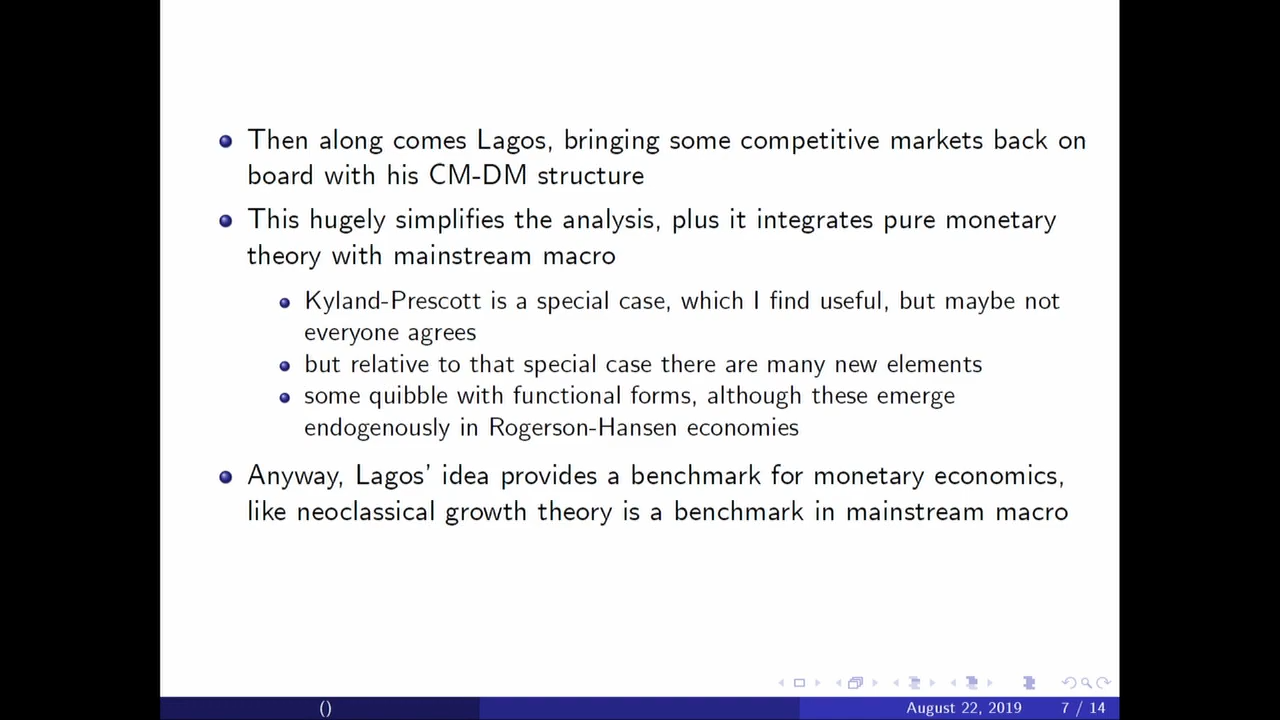 Then along comes Lagos, bringing some competitive markets back on
board with his CM-DM structure
This hugely simplifies the analysis, plus it integrates pure monetary
theory with mainstream macro
Kyland-Prescott is a special case, which I find useful, but maybe not
everyone agrees
but relative to that special case there are many new elements
some quibble with functional forms, although these emerge
endogenously in Rogerson-Hansen economies
Anyway, Lagos' idea provides a benchmark for monetary economics,
like neoclassical growth theory is a benchmark in mainstream macro
() August 22, 2019 7 / 14